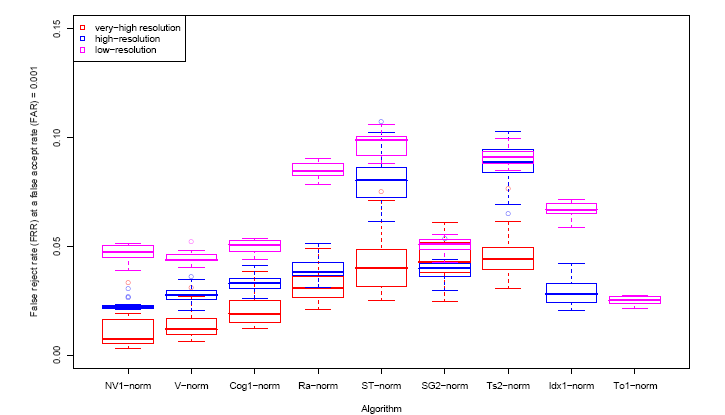 very−high resolution
high−resolution
low−resolution
False reject rate (FRR) at a false accept rate (FAR) = 0.001
0.15
0.10
0.05
0.00
NV1−norm V−norm Cog1−norm Ra−norm ST−norm SG2−norm Ts2−norm Idx1−norm To1−norm
Algorithm